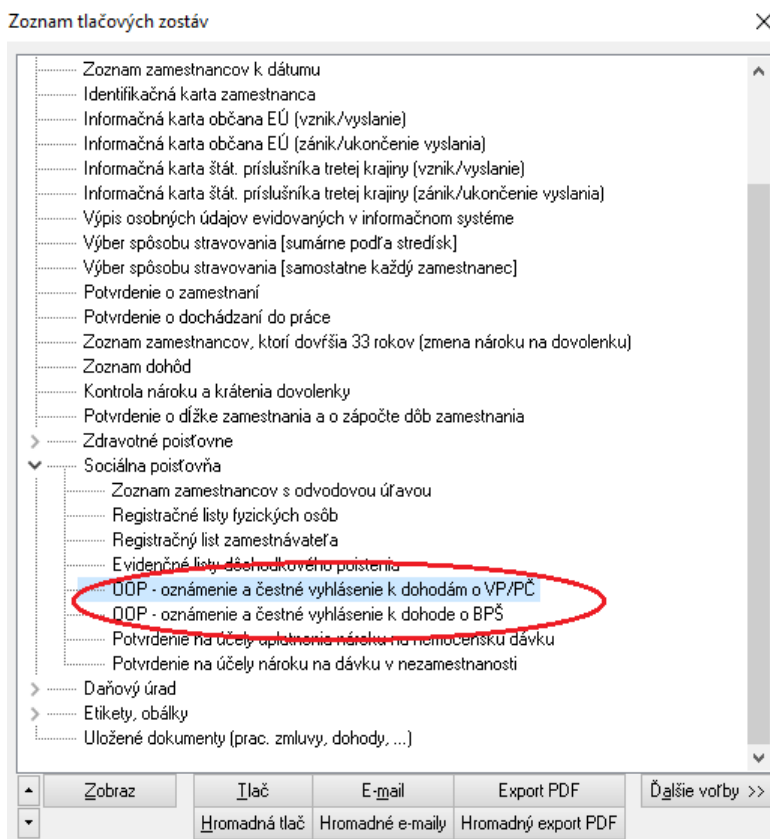 Zoznam tlačových zostáv
Zoznam zamestnancov k dátumu
Identifikačná karta zamestnanca
Informačná karta občana EÚ (vznik/vyslanie)
Informačná karta občana EÚ (zánik/ukončenie vyslania)
Informačná karta štát. príslušníka tretej krajiny (vznik/vyslanie)
Informačná karta štát. príslušníka tretej krajiny (zánik/ukončenie vyslania)
Výpis osobných údajov evidovaných v informačnom systéme
Výber spôsobu stravovania [sumárne podľa stredísk]
Výber spôsobu stravovania [samostatne každý zamestnanec]
Potvrdenie o zamestnaní
Potvrdenie o dochádzaní do práce
Zoznam zamestnancov, ktorí dovŕšia 33 rokov (zmena nároku na dovolenku)
Zoznam dohôd
Kontrola nároku a krátenia dovolenky
Potvrdenie o dĺžke zamestnania a o zápočte dôb zamestnania
Zdravotné poisťovne
Sociálna poisťovňa
Zoznam zamestnancov s odvodovou úľavou
Registračné listy fyzických osôb
Registračný list zamestnávateľa
Evidenčné listy dôchodkového poistenia
OOP - oznámenie a čestné vyhlásenie k dohodám o VP/PČ
OOP - oznámenie a čestné vyhlásenie k dohode o BPŠ
Potvrdenie na účely uplatnenia nároku na nemocenskú dávku
Potvrdenie na účely nároku na dávku v nezamestnanosti
Daňový úrad
Etikety, obálky
Uložené dokumenty (prac. zmluvy, dohody, ...)
Zobraz Tlač E-mail Export PDF Ďalšie voľby >>
Hromadná tlač Hromadné e-maily Hromadný export PDF